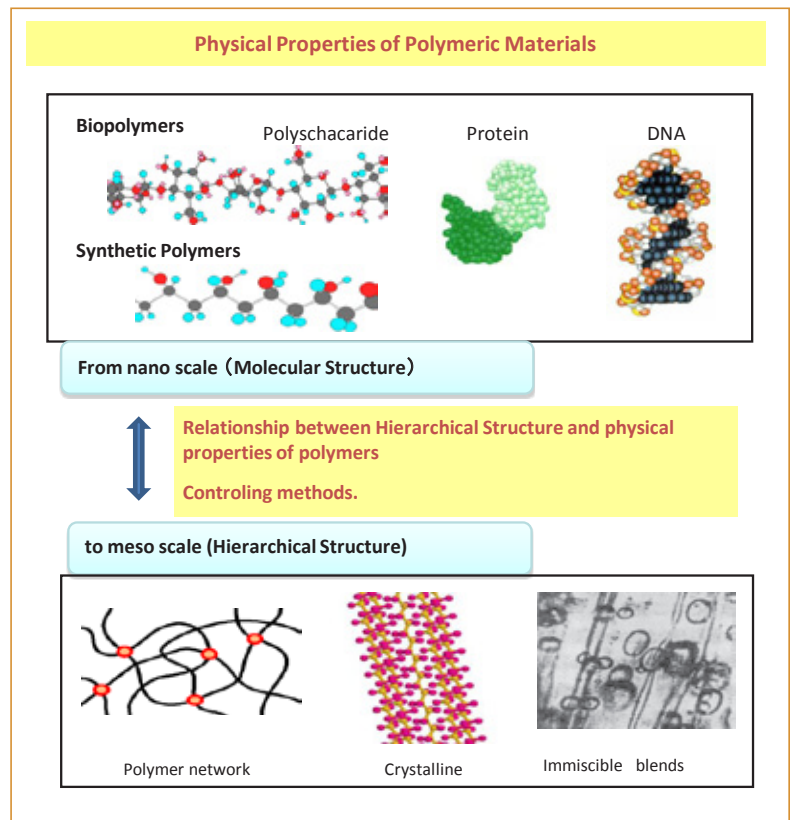 Physical Properties of Polymeric Materials
Biopolymers
Polyschacaride
Protein
DNA
Synthetic Polymers
From nano scale（Molecular Structure）
Relationship between Hierarchical Structure and physical
properties of polymers
Controling methods.
to meso scale (Hierarchical Structure)
Polymer network
Crystalline
Immiscible blends